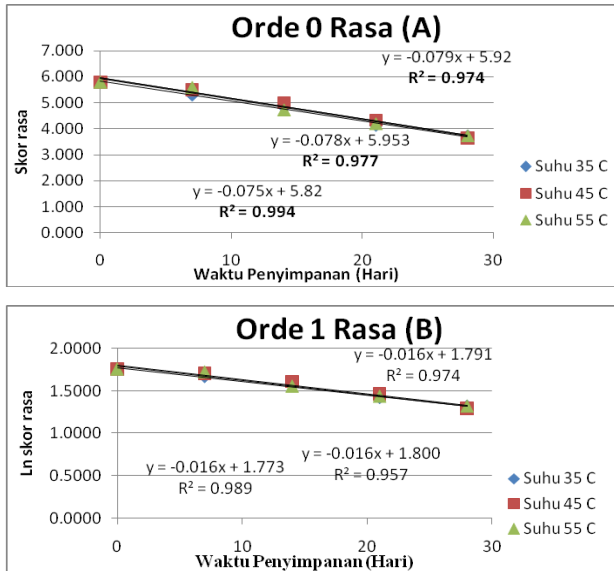 Orde 0 Rasa (A)
Skor rasa
7.000
6.000
5.000
4.000
3.000
2.000
1.000
0.000
y = -0.079x + 5.92
R² = 0.974
y = -0.078x + 5.953
R² = 0.977
y = -0.075x + 5.82
R² = 0.994
Suhu 35 C
Suhu 45 C
Suhu 55 C
0 10 20 30
Waktu Penyimpanan (Hari)
Orde 1 Rasa (B)
Ln skor rasa
2.0000
1.5000
1.0000
0.5000
0.0000
y = -0.016x + 1.791
R² = 0.974
y = -0.016x + 1.800
R² = 0.957
y = -0.016x + 1.773
R² = 0.989
Suhu 35 C
Suhu 45 C
Suhu 55 C
0 10 20 30
Waktu Penyimpanan (Hari)